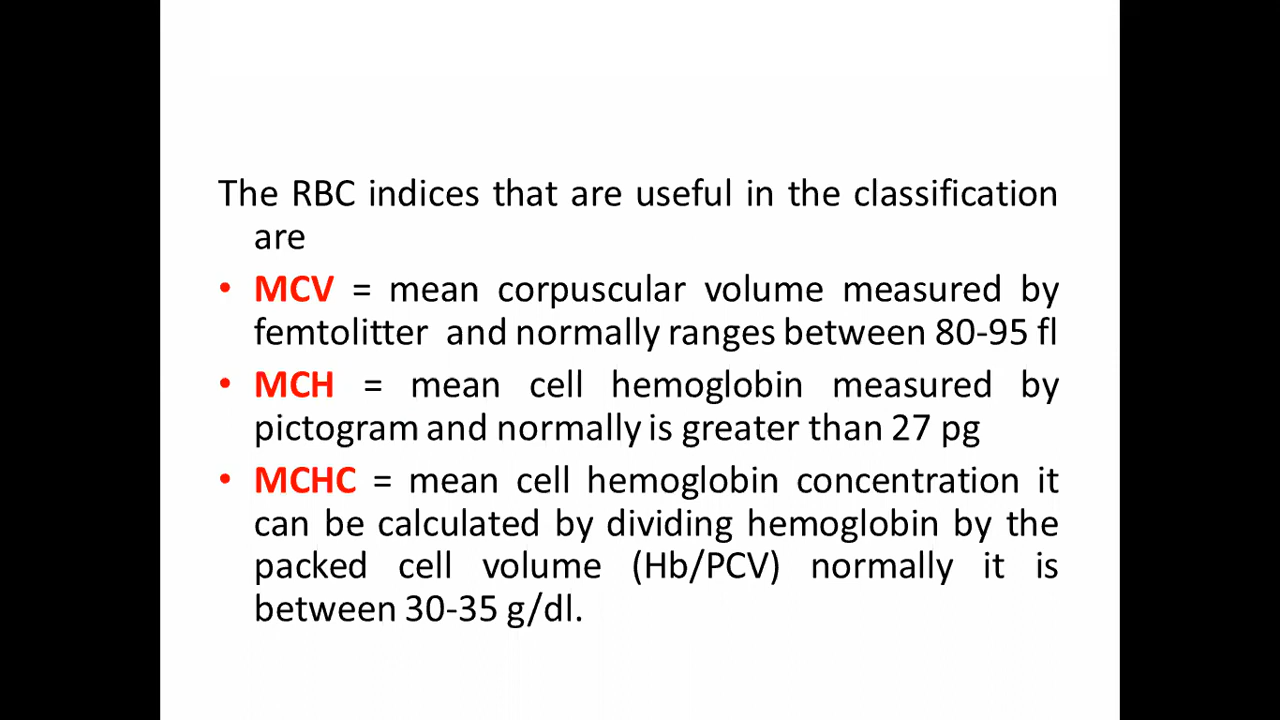 The RBC indices that are useful in the classification
are
• MCV = mean corpuscular volume measured by
femtolitter and normally ranges between 80-95 fl
• MCH = mean cell hemoglobin measured by
pictogram and normally is greater than 27 pg
• MCHC = mean cell hemoglobin concentration it
can be calculated by dividing hemoglobin by the
packed cell volume (Hb/PCV) normally it is
between 30-35 g/dl.